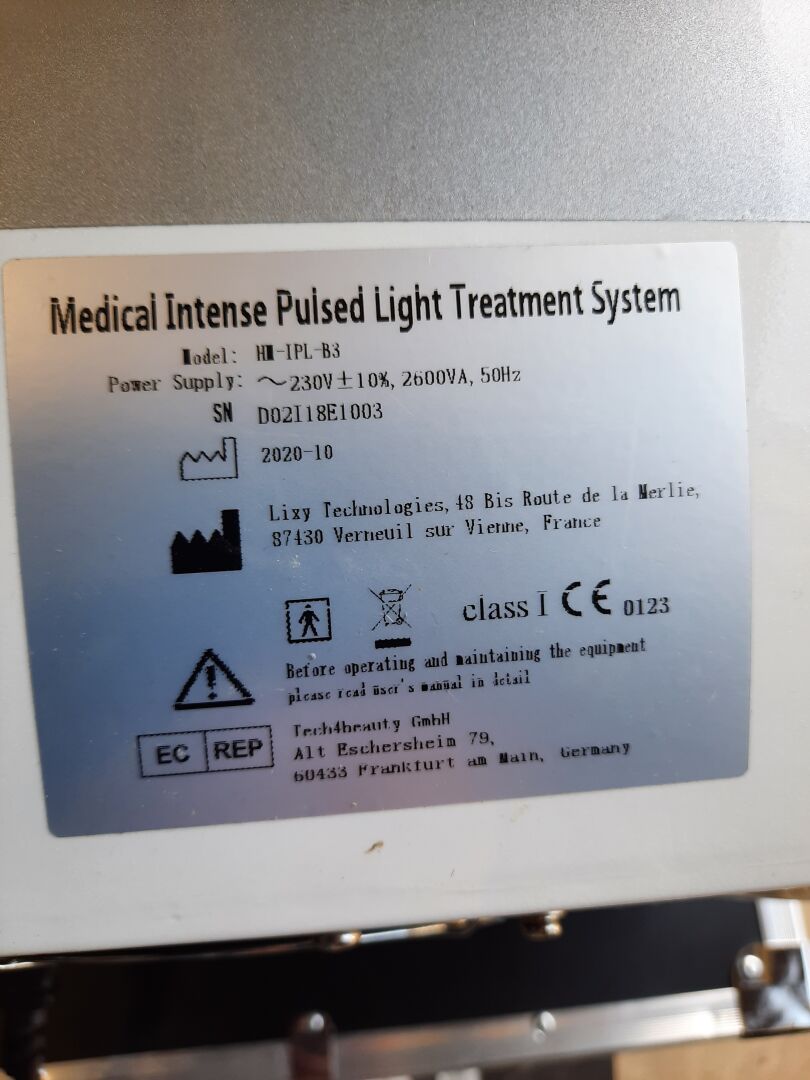 Medical Intense Pulsed Light Treatment System
Model: HM-IPL-B3
Power Supply: ～230V±10%, 2600VA, 50Hz
SN D02I18E1003
2020-10
Lixy Technologies, 48 Bis Route de la Merlie,
87430 Verneuil sur Vienne, France
class I CE 0123
Before operating and maintaining the equipment
please read user's manual in detail
EC REP
Tech4beauty GmbH
Alt Eschersheim 79,
60433 Frankfurt am Main, Germany